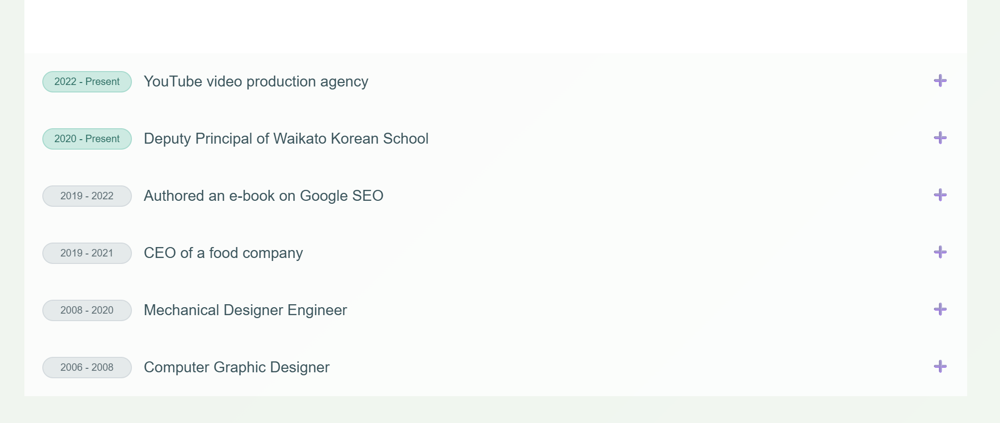 2022 - Present YouTube video production agency
2020 - Present Deputy Principal of Waikato Korean School
2019 - 2022 Authored an e-book on Google SEO
2019 - 2021 CEO of a food company
2008 - 2020 Mechanical Designer Engineer
2006 - 2008 Computer Graphic Designer